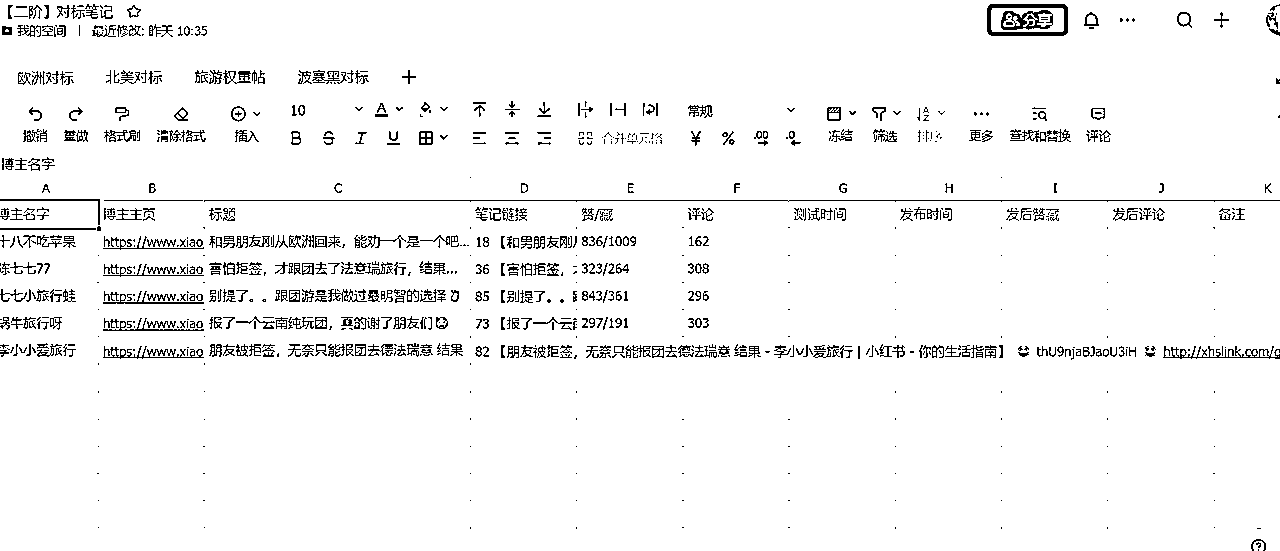 【二阶】对标笔记
我的空间 | 最近修改: 昨天 10:35
分享
欧洲对标 北美对标 旅游权重帖 波塞黑对标
10 常规
撤销 重做 格式刷 清除格式 插入 B S I U 合并单元格 ¥ % .00 .0 冻结 筛选 排序 更多 查找和替换 评论
博主名字
A B C D E F G H I J K
博主名字 博主主页 标题 笔记链接 赞/藏 评论 测试时间 发布时间 发后赞藏 发后评论 备注
十八不吃苹果 https://www.xiao 和男朋友刚从欧洲回来，能劝一个是一个吧... 18 【和男朋友刚 836/1009 162
陈七七77 https://www.xiao 害怕拒签，才跟团去了法意瑞旅行，结果... 36 【害怕拒签， 323/264 308
七七小旅行蛙 https://www.xiao 别提了。。跟团游是我做过最明智的选择 85 【别提了。。 843/361 296
蜗牛旅行呀 https://www.xiao 报了一个云南纯玩团，真的谢了朋友们 73 【报了一个云 297/191 303
李小小爱旅行 https://www.xiao 朋友被拒签，无奈只能报团去德法瑞意 结果 82 【朋友被拒签，无奈只能报团去德法瑞意 结果 - 李小小爱旅行 | 小红书 - 你的生活指南】 thU9njaBJaoU3iH http://xhslink.com/